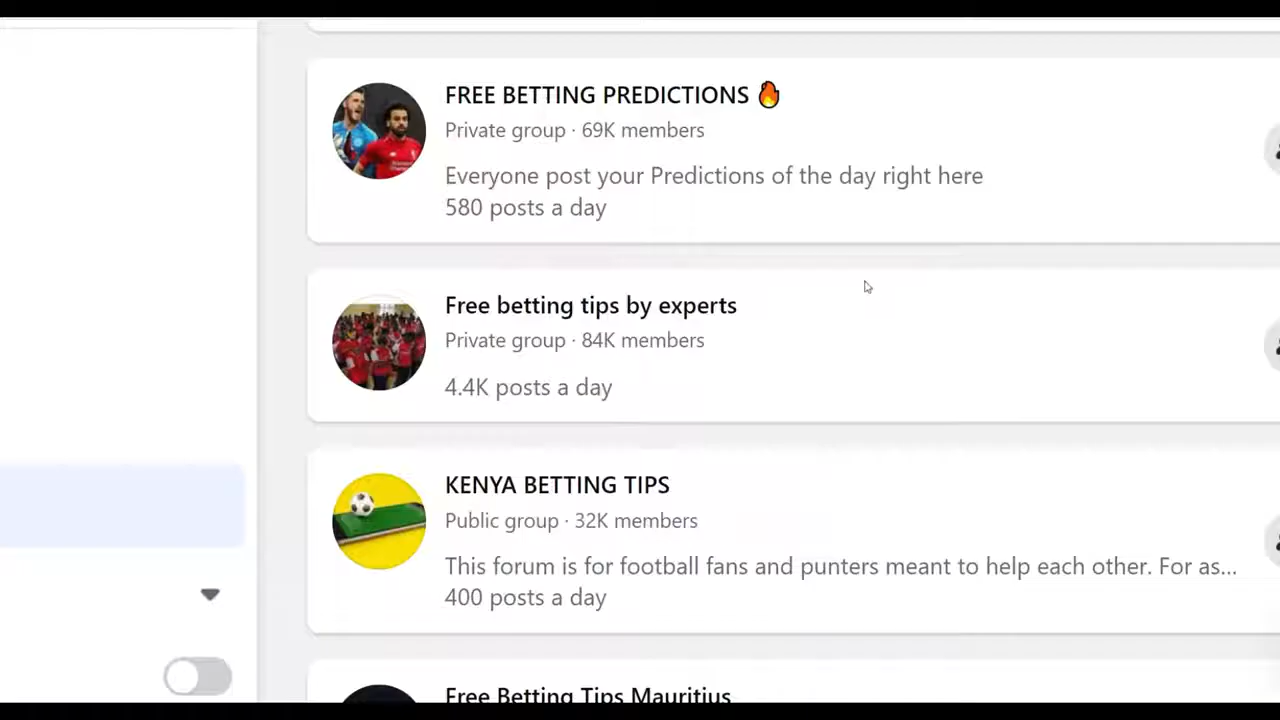 FREE BETTING PREDICTIONS 🔥
Private group · 69K members
Everyone post your Predictions of the day right here
580 posts a day
Free betting tips by experts
Private group · 84K members
4.4K posts a day
KENYA BETTING TIPS
Public group · 32K members
This forum is for football fans and punters meant to help each other. For as...
400 posts a day
Free Betting Tips Mauritius